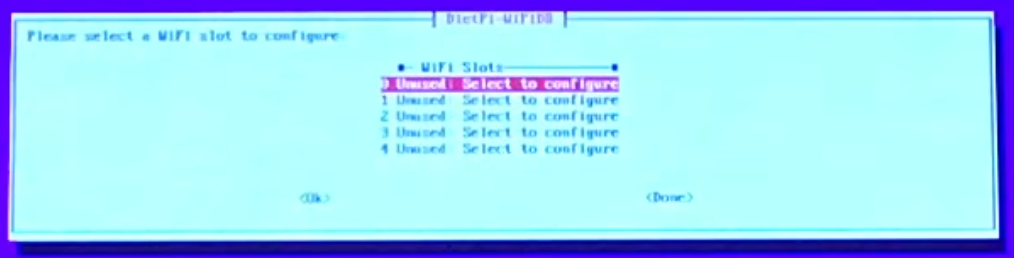 DietPi-WiFiDB
Please select a WiFi slot to configure:
WiFi Slots
0 Unused: Select to configure
1 Unused: Select to configure
2 Unused: Select to configure
3 Unused: Select to configure
4 Unused: Select to configure
<Ok> <Done>